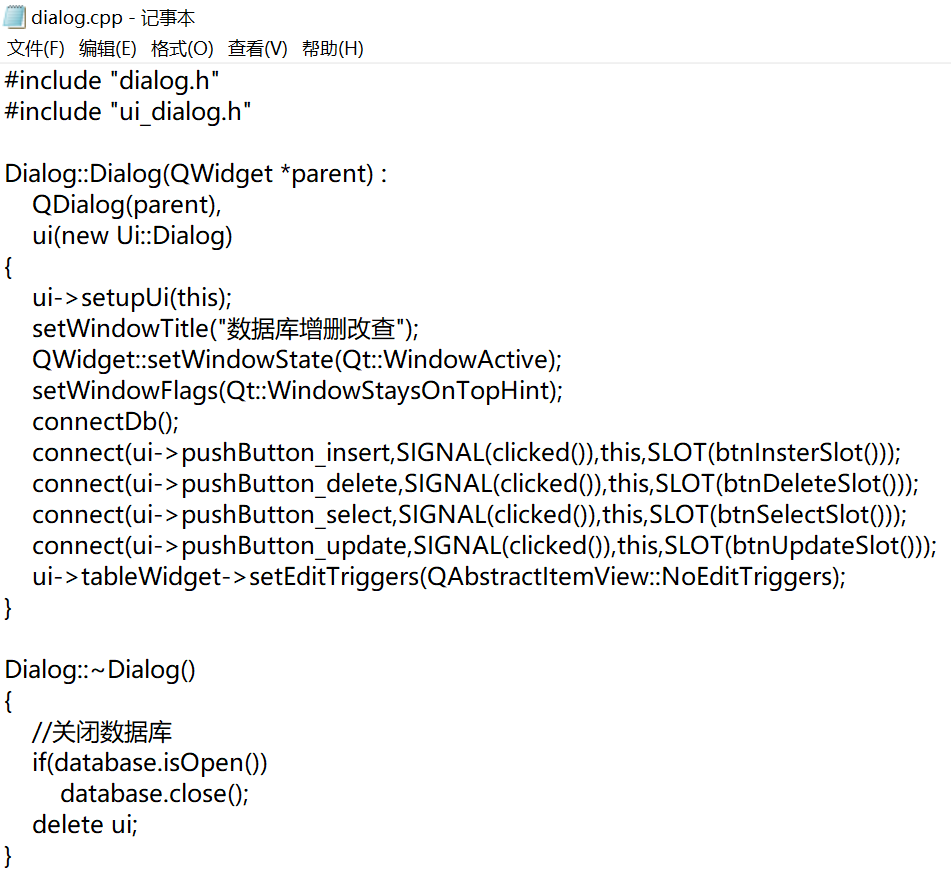 dialog.cpp - 记事本
文件(F) 编辑(E) 格式(O) 查看(V) 帮助(H)
#include "dialog.h"
#include "ui_dialog.h"
Dialog::Dialog(QWidget *parent) :
QDialog(parent),
ui(new Ui::Dialog)
{
ui->setupUi(this);
setWindowTitle("数据库增删改查");
QWidget::setWindowState(Qt::WindowActive);
setWindowFlags(Qt::WindowStaysOnTopHint);
connectDb();
connect(ui->pushButton_insert,SIGNAL(clicked()),this,SLOT(btnInsterSlot()));
connect(ui->pushButton_delete,SIGNAL(clicked()),this,SLOT(btnDeleteSlot()));
connect(ui->pushButton_select,SIGNAL(clicked()),this,SLOT(btnSelectSlot()));
connect(ui->pushButton_update,SIGNAL(clicked()),this,SLOT(btnUpdateSlot()));
ui->tableWidget->setEditTriggers(QAbstractItemView::NoEditTriggers);
}
Dialog::~Dialog()
{
//关闭数据库
if(database.isOpen())
database.close();
delete ui;
}